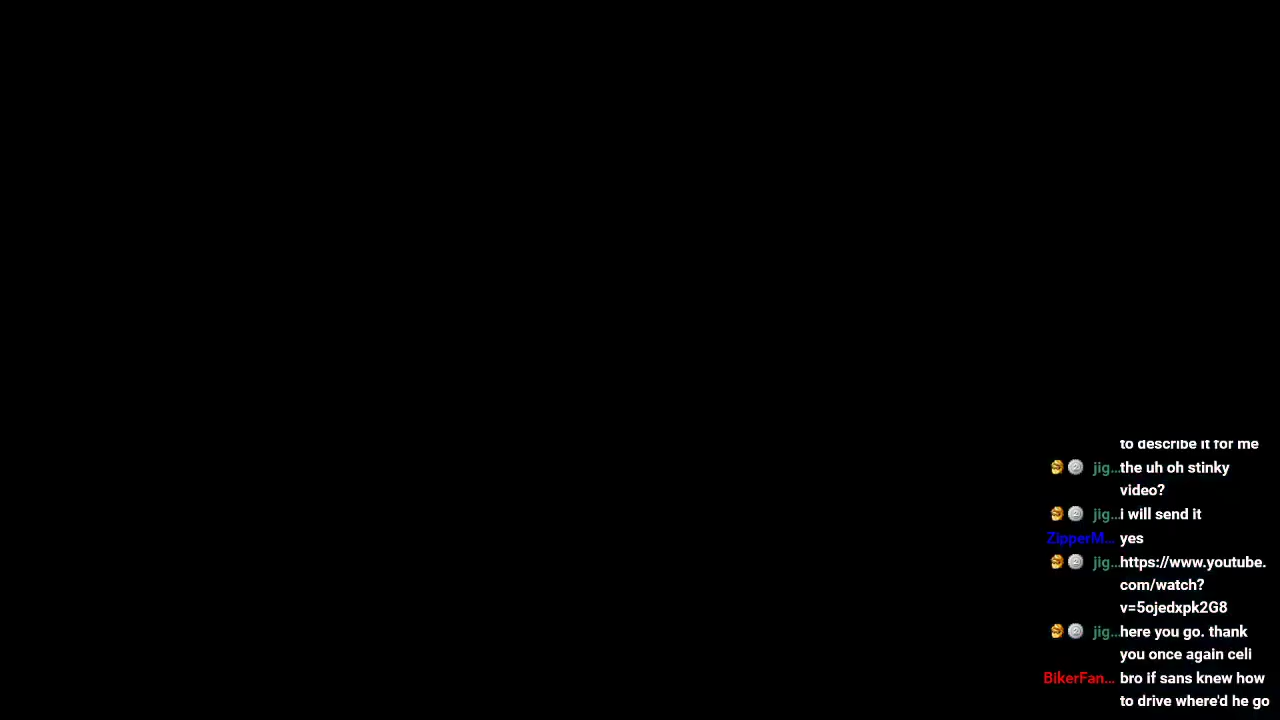 to describe it for me
jig...the uh oh stinky
video?
jig...i will send it
ZipperM... yes
jig...https://www.youtube.
com/watch?
v=5ojedxpk2G8
jig...here you go. thank
you once again celi
BikerFan... bro if sans knew how
to drive where'd he go